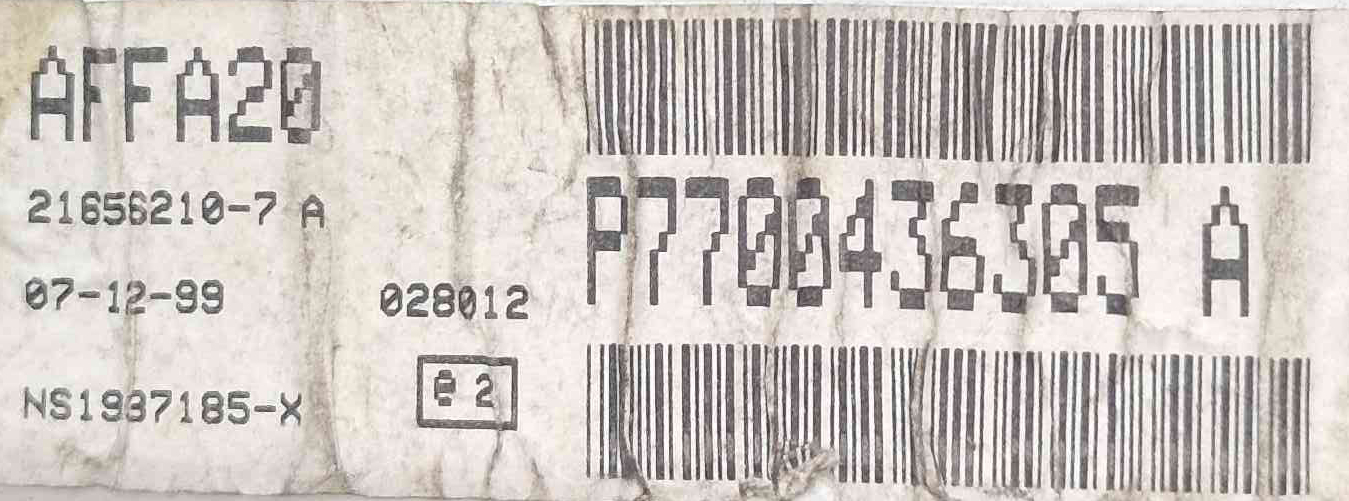 AFFA20
P7700436305 A
21656210-7 A
07-12-99
028012
NS1937185-X
e 2